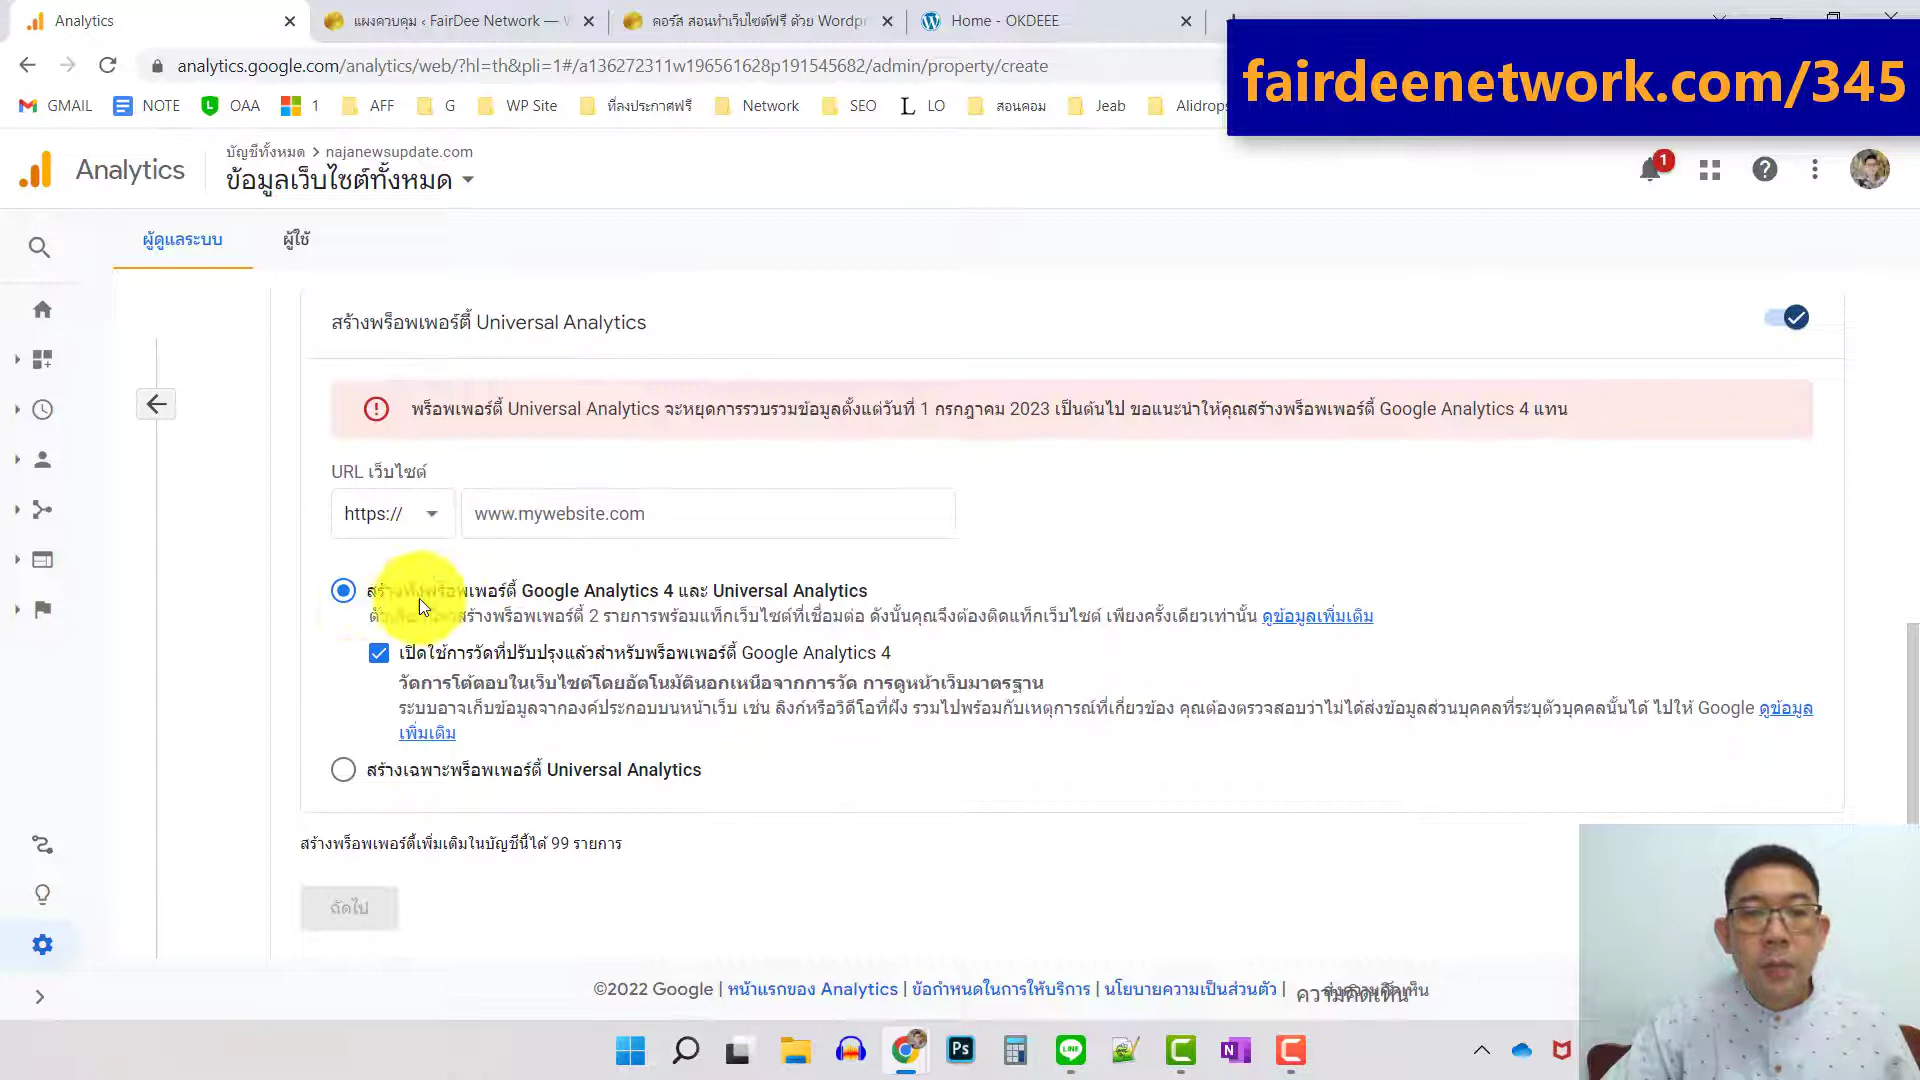 Analytics
แผงควบคุม ‹ FairDee Network —
คอร์ส สอนทำเว็บไซต์ฟรี ด้วย Wordpr
Home - OKDEEE
analytics.google.com/analytics/web/?hl=th&pli=1#/a136272311w196561628p191545682/admin/property/create
fairdeenetwork.com/345
GMAIL
NOTE
OAA
1
AFF
G
WP Site
ที่ลงประกาศฟรี
Network
SEO
L LO
สอนคอม
Jeab
Alidrops
Analytics
บัญชีทั้งหมด > najanewsupdate.com
ข้อมูลเว็บไซต์ทั้งหมด
1
ผู้ดูแลระบบ
ผู้ใช้
สร้างพร็อพเพอร์ตี้ Universal Analytics
พร็อพเพอร์ตี้ Universal Analytics จะหยุดการรวบรวมข้อมูลตั้งแต่วันที่ 1 กรกฎาคม 2023 เป็นต้นไป ขอแนะนำให้คุณสร้างพร็อพเพอร์ตี้ Google Analytics 4 แทน
URL เว็บไซต์
https://
www.mywebsite.com
สร้างทั้งพร็อพเพอร์ตี้ Google Analytics 4 และ Universal Analytics
สร้างพร็อพเพอร์ตี้ 2 รายการพร้อมแท็กเว็บไซต์ที่เชื่อมต่อ ดังนั้นคุณจึงต้องติดแท็กเว็บไซต์ เพียงครั้งเดียวเท่านั้น ดูข้อมูลเพิ่มเติม
เปิดใช้การวัดที่ปรับปรุงแล้วสำหรับพร็อพเพอร์ตี้ Google Analytics 4
วัดการโต้ตอบในเว็บไซต์โดยอัตโนมัตินอกเหนือจากการวัด การดูหน้าเว็บมาตรฐาน
ระบบอาจเก็บข้อมูลจากองค์ประกอบบนหน้าเว็บ เช่น ลิงก์หรือวิดีโอที่ฝัง รวมไปพร้อมกับเหตุการณ์ที่เกี่ยวข้อง คุณต้องตรวจสอบว่าไม่ได้ส่งข้อมูลส่วนบุคคลที่ระบุตัวบุคคลนั้นได้ ไปให้ Google ดูข้อมูล
เพิ่มเติม
สร้างเฉพาะพร็อพเพอร์ตี้ Universal Analytics
สร้างพร็อพเพอร์ตี้เพิ่มเติมในบัญชีนี้ได้ 99 รายการ
ถัดไป
©2022 Google | หน้าแรกของ Analytics | ข้อกำหนดในการให้บริการ | นโยบายความเป็นส่วนตัว | ส่งความคิดเห็น
Ps
LINE
N